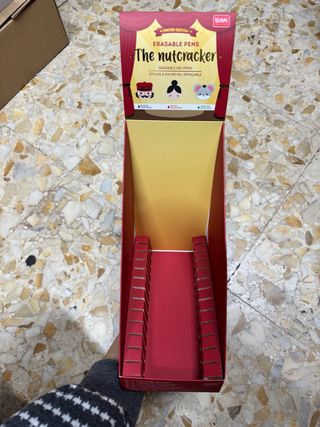 LIMITED EDITION
LEGAMI
ERASABLE PENS
The nutcracker
ERASABLE GEL PENS
STYLOS À ENCRE GEL EFFAÇABLE